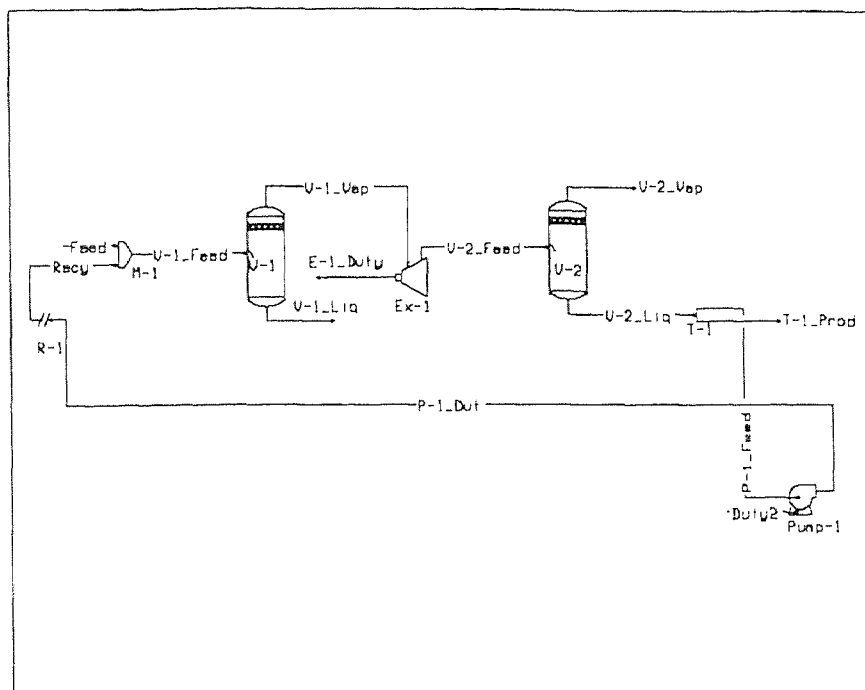 V-1_Vap
V-2_Vap
Feed
V-1_Feed
V-2_Feed
Recy
M-1
V-1
E-1_Duty
V-2
Ex-1
V-1_Liq
V-2_Liq
T-1
T-1_Prod
R-1
P-1_Out
P-1_Feed
Duty2
Pump-1